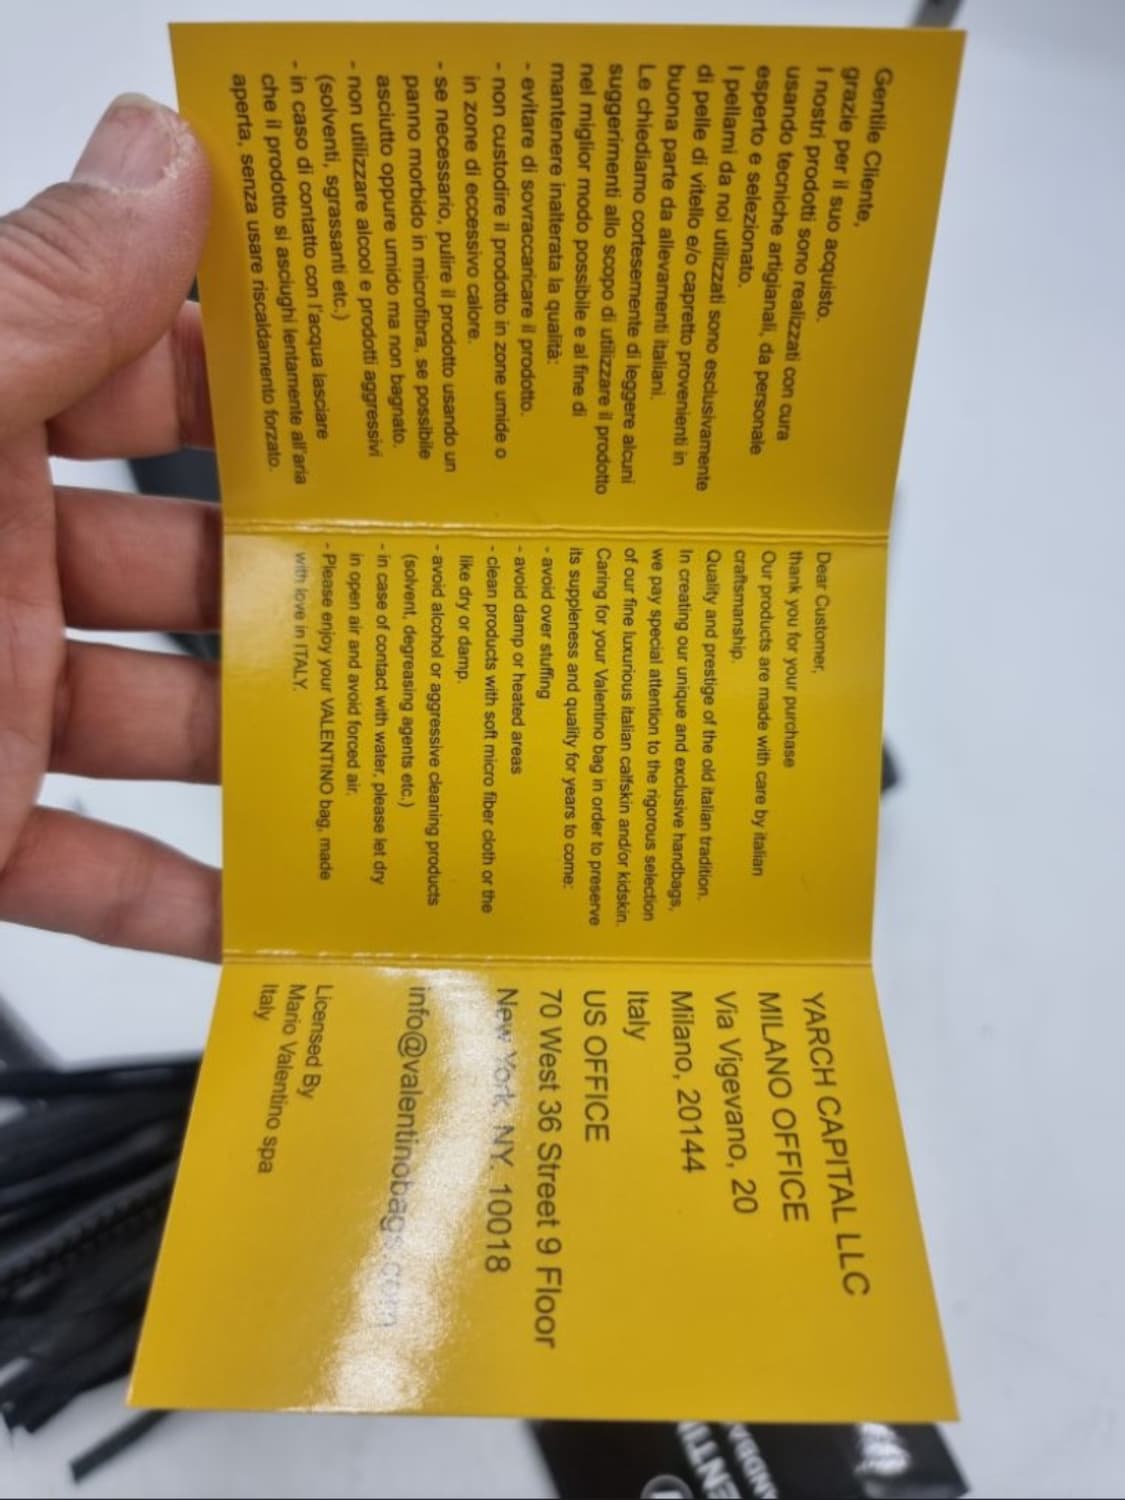 Gentile Cliente,
grazie per il suo acquisto.
I nostri prodotti sono realizzati con cura
usando tecniche artigianali, da personale
esperto e selezionato.
I pellami da noi utilizzati sono esclusivamente
di pelle di vitello e/o capretto provenienti in
buona parte da allevamenti italiani.
Le chiediamo cortesemente di leggere alcuni
suggerimenti allo scopo di utilizzare il prodotto
nel miglior modo possibile e al fine di
mantenere inalterata la qualità:
- evitare di sovraccaricare il prodotto.
- non custodire il prodotto in zone umide o
in zone di eccessivo calore.
- se necessario, pulire il prodotto usando un
panno morbido in microfibra, se possibile
asciutto oppure umido ma non bagnato.
- non utilizzare alcool e prodotti aggressivi
(solventi, sgrassanti etc.)
- in caso di contatto con l'acqua lasciare
che il prodotto si asciughi lentamente all'aria
aperta, senza usare riscaldamento forzato.
Dear Customer,
thank you for your purchase
Our products are made with care by italian
craftsmanship.
Quality and prestige of the old italian tradition.
In creating our unique and exclusive handbags,
we pay special attention to the rigorous selection
of our fine luxurious italian calfskin and/or kidskin.
Caring for your Valentino bag in order to preserve
its suppleness and quality for years to come:
- avoid over stuffing
- avoid damp or heated areas
- clean products with soft micro fiber cloth or the
like dry or damp.
- avoid alcohol or aggressive cleaning products
(solvent, degreasing agents etc.)
- in case of contact with water, please let dry
in open air and avoid forced air.
- Please enjoy your VALENTINO bag, made
with love in ITALY.
YARCH CAPITAL LLC
MILANO OFFICE
Via Vigevano, 20
Milano, 20144
Italy
US OFFICE
70 West 36 Street 9 Floor
New York. NY. 10018
info@valentinobags.com
Licensed By
Mario Valentino spa
Italy